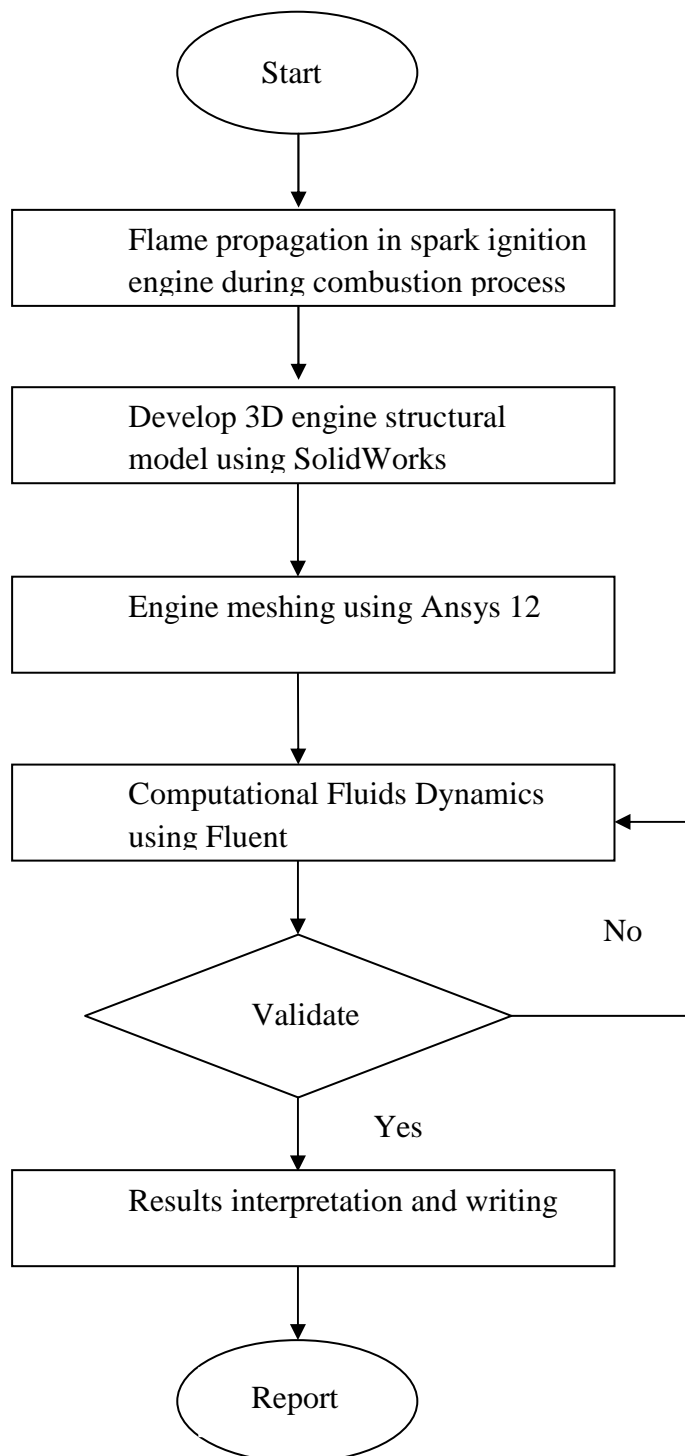 Start
Flame propagation in spark ignition
engine during combustion process
Develop 3D engine structural
model using SolidWorks
Engine meshing using Ansys 12
Computational Fluids Dynamics
using Fluent
No
Validate
Yes
Results interpretation and writing
Report